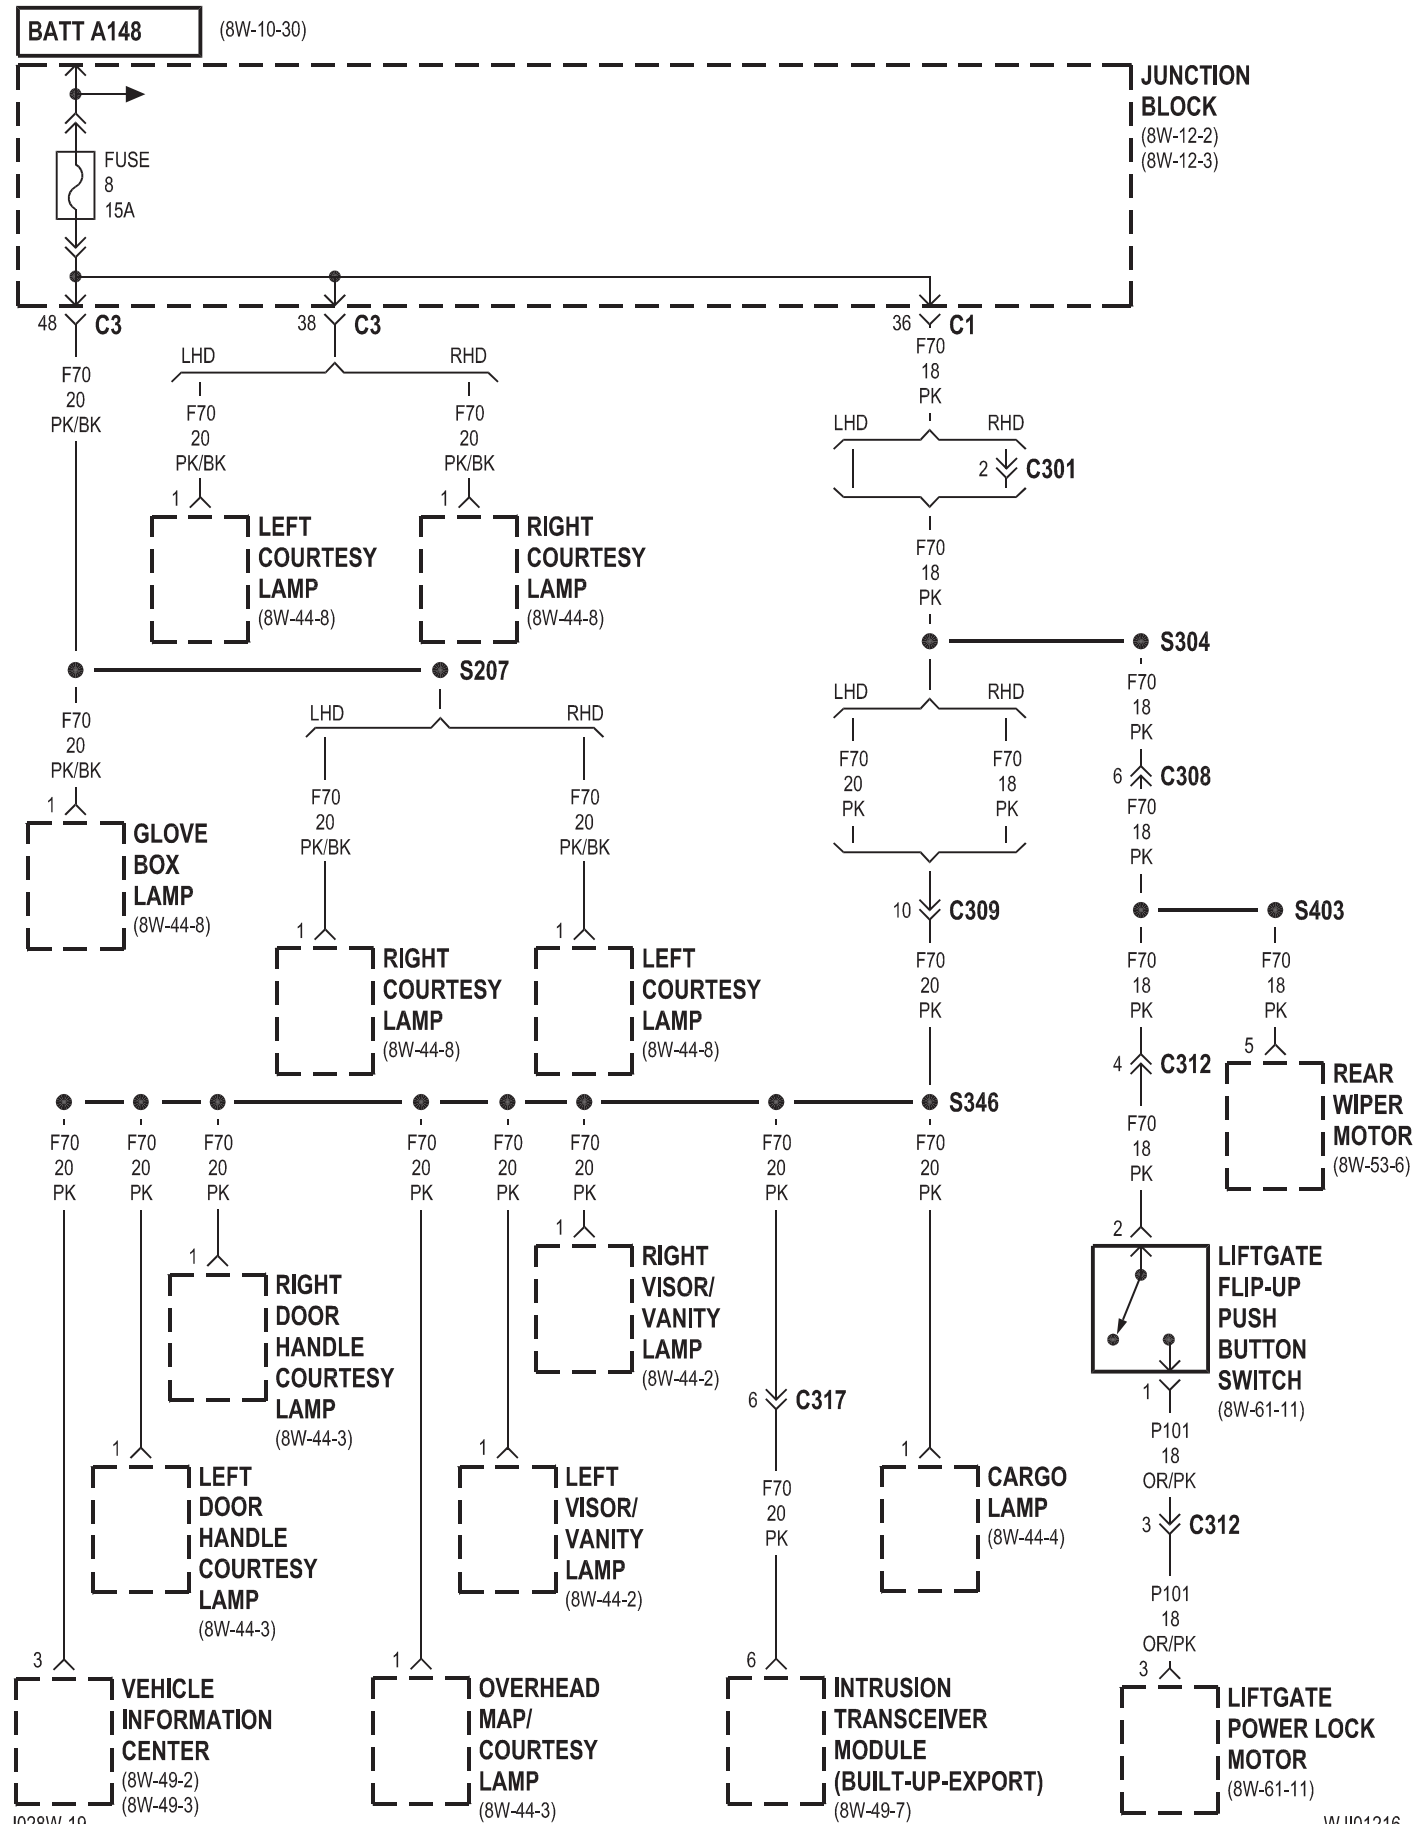 BATT A148
(8W-10-30)
JUNCTION
BLOCK
(8W-12-2)
(8W-12-3)
FUSE
8
15A
48 C3
38 C3
36 C1
F70
20
PK/BK
LHD
RHD
F70
20
PK/BK
F70
20
PK/BK
1
1
LEFT
COURTESY
LAMP
(8W-44-8)
RIGHT
COURTESY
LAMP
(8W-44-8)
F70
18
PK
LHD
RHD
2 C301
F70
18
PK
S304
S207
F70
20
PK/BK
1
GLOVE
BOX
LAMP
(8W-44-8)
LHD
RHD
F70
20
PK/BK
F70
20
PK/BK
1
1
RIGHT
COURTESY
LAMP
(8W-44-8)
LEFT
COURTESY
LAMP
(8W-44-8)
LHD
RHD
F70
20
PK
F70
18
PK
10 C309
F70
20
PK
F70
18
PK
6 C308
F70
18
PK
S403
F70
18
PK
F70
18
PK
4 C312
5
REAR
WIPER
MOTOR
(8W-53-6)
F70
18
PK
2
LIFTGATE
FLIP-UP
PUSH
BUTTON
SWITCH
(8W-61-11)
1
P101
18
OR/PK
3 C312
P101
18
OR/PK
3
LIFTGATE
POWER LOCK
MOTOR
(8W-61-11)
S346
F70
20
PK
F70
20
PK
F70
20
PK
F70
20
PK
F70
20
PK
F70
20
PK
F70
20
PK
F70
20
PK
1
RIGHT
DOOR
HANDLE
COURTESY
LAMP
(8W-44-3)
1
RIGHT
VISOR/
VANITY
LAMP
(8W-44-2)
6 C317
1
LEFT
DOOR
HANDLE
COURTESY
LAMP
(8W-44-3)
1
LEFT
VISOR/
VANITY
LAMP
(8W-44-2)
F70
20
PK
1
CARGO
LAMP
(8W-44-4)
3
VEHICLE
INFORMATION
CENTER
(8W-49-2)
(8W-49-3)
1
OVERHEAD
MAP/
COURTESY
LAMP
(8W-44-3)
6
INTRUSION
TRANSCEIVER
MODULE
(BUILT-UP-EXPORT)
(8W-49-7)